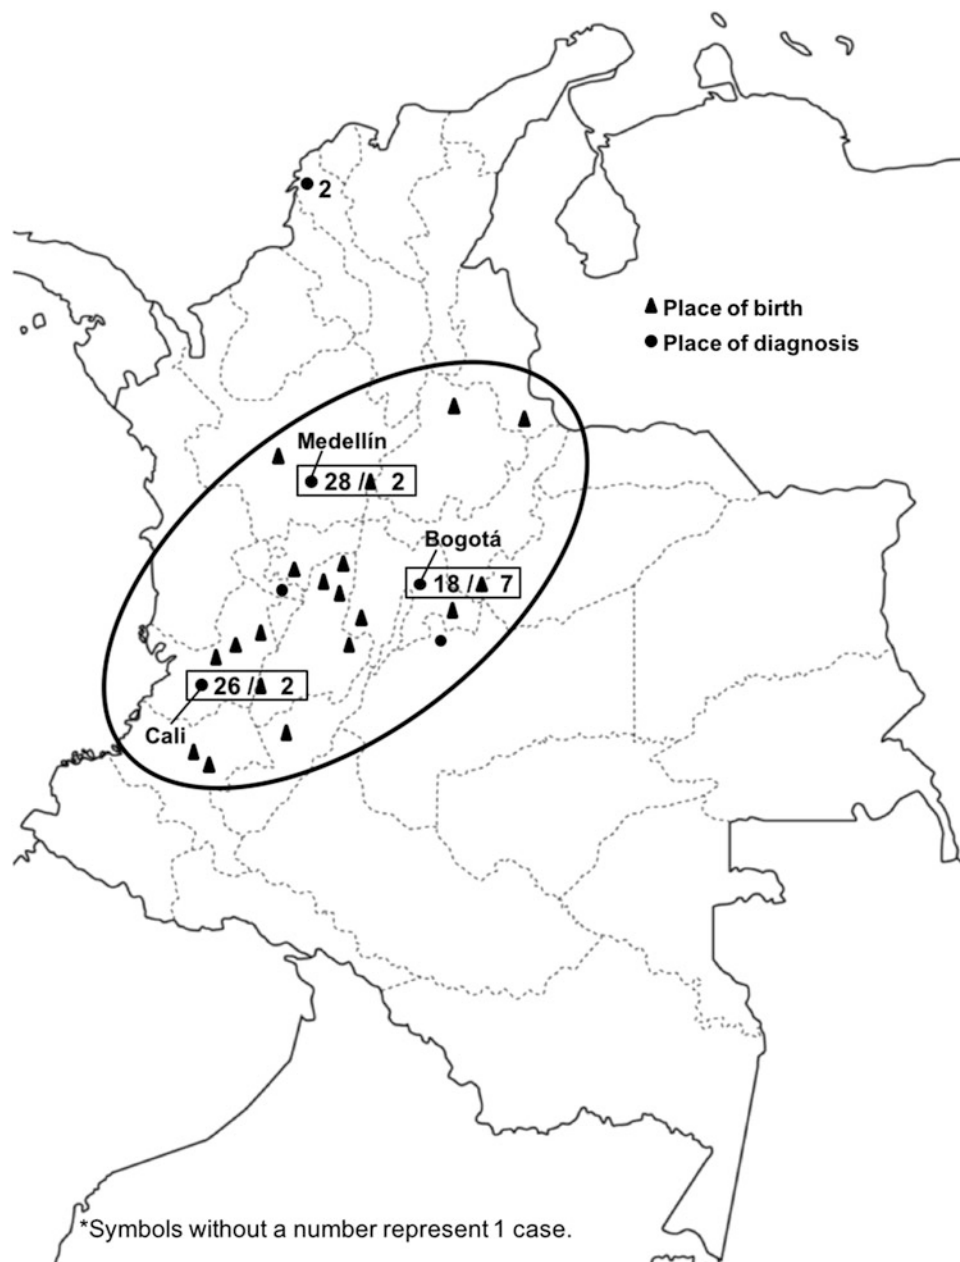 2
Place of birth
Place of diagnosis
Medellín
28 / 2
Bogotá
18 / 7
26 / 2
Cali
*Symbols without a number represent 1 case.